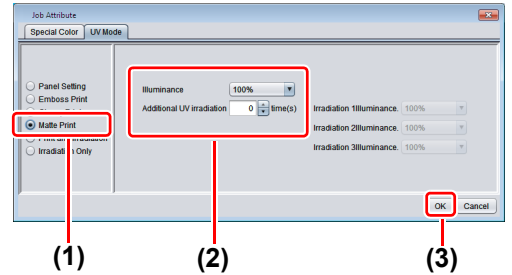 Job Attribute
Special Color
UV Mode
Panel Setting
Emboss Print
Matte Print
Irradiation Only
Illuminance 100%
Additional UV irradiation 0 time(s)
Irradiation 1Illuminance. 100%
Irradiation 2Illuminance. 100%
Irradiation 3Illuminance. 100%
OK Cancel
(1) (2) (3)